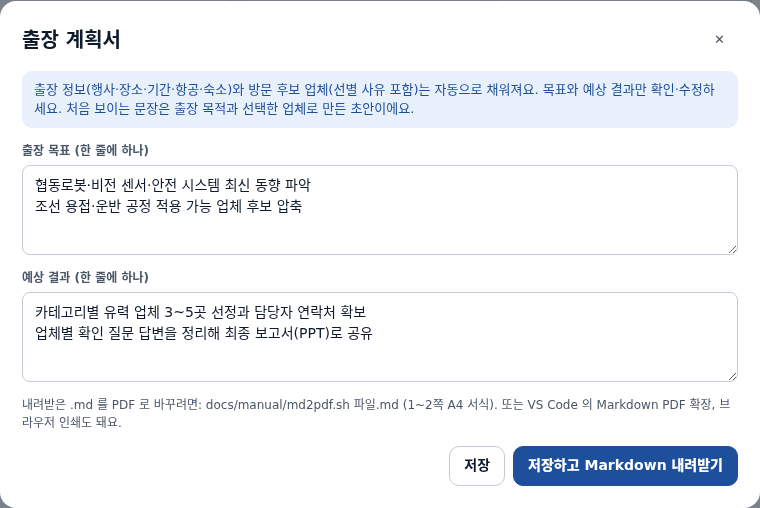 출장 계획서
×
출장 정보(행사·장소·기간·항공·숙소)와 방문 후보 업체(선별 사유 포함)는 자동으로 채워져요. 목표와 예상 결과만 확인·수정하
세요. 처음 보이는 문장은 출장 목적과 선택한 업체로 만든 초안이에요.
출장 목표 (한 줄에 하나)
협동로봇·비전 센서·안전 시스템 최신 동향 파악
조선 용접·운반 공정 적용 가능 업체 후보 압축
예상 결과 (한 줄에 하나)
카테고리별 유력 업체 3~5곳 선정과 담당자 연락처 확보
업체별 확인 질문 답변을 정리해 최종 보고서(PPT)로 공유
내려받은 .md 를 PDF 로 바꾸려면: docs/manual/md2pdf.sh 파일.md (1~2쪽 A4 서식). 또는 VS Code 의 Markdown PDF 확장, 브
라우저 인쇄도 돼요.
저장
저장하고 Markdown 내려받기